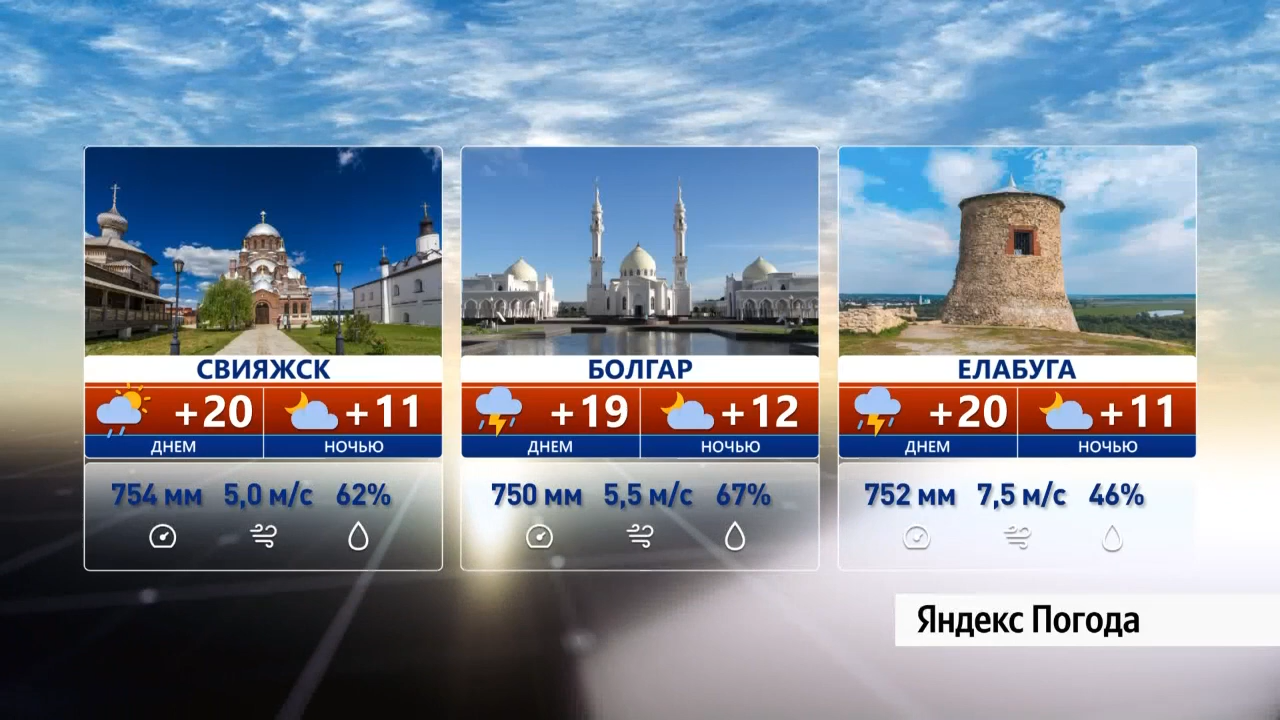 СВИЯЖСК
+20 +11
ДНЕМ НОЧЬЮ
754 мм 5,0 м/с 62%
БОЛГАР
+19 +12
ДНЕМ НОЧЬЮ
750 мм 5,5 м/с 67%
ЕЛАБУГА
+20 +11
ДНЕМ НОЧЬЮ
752 мм 7,5 м/с 46%
Яндекс Погода